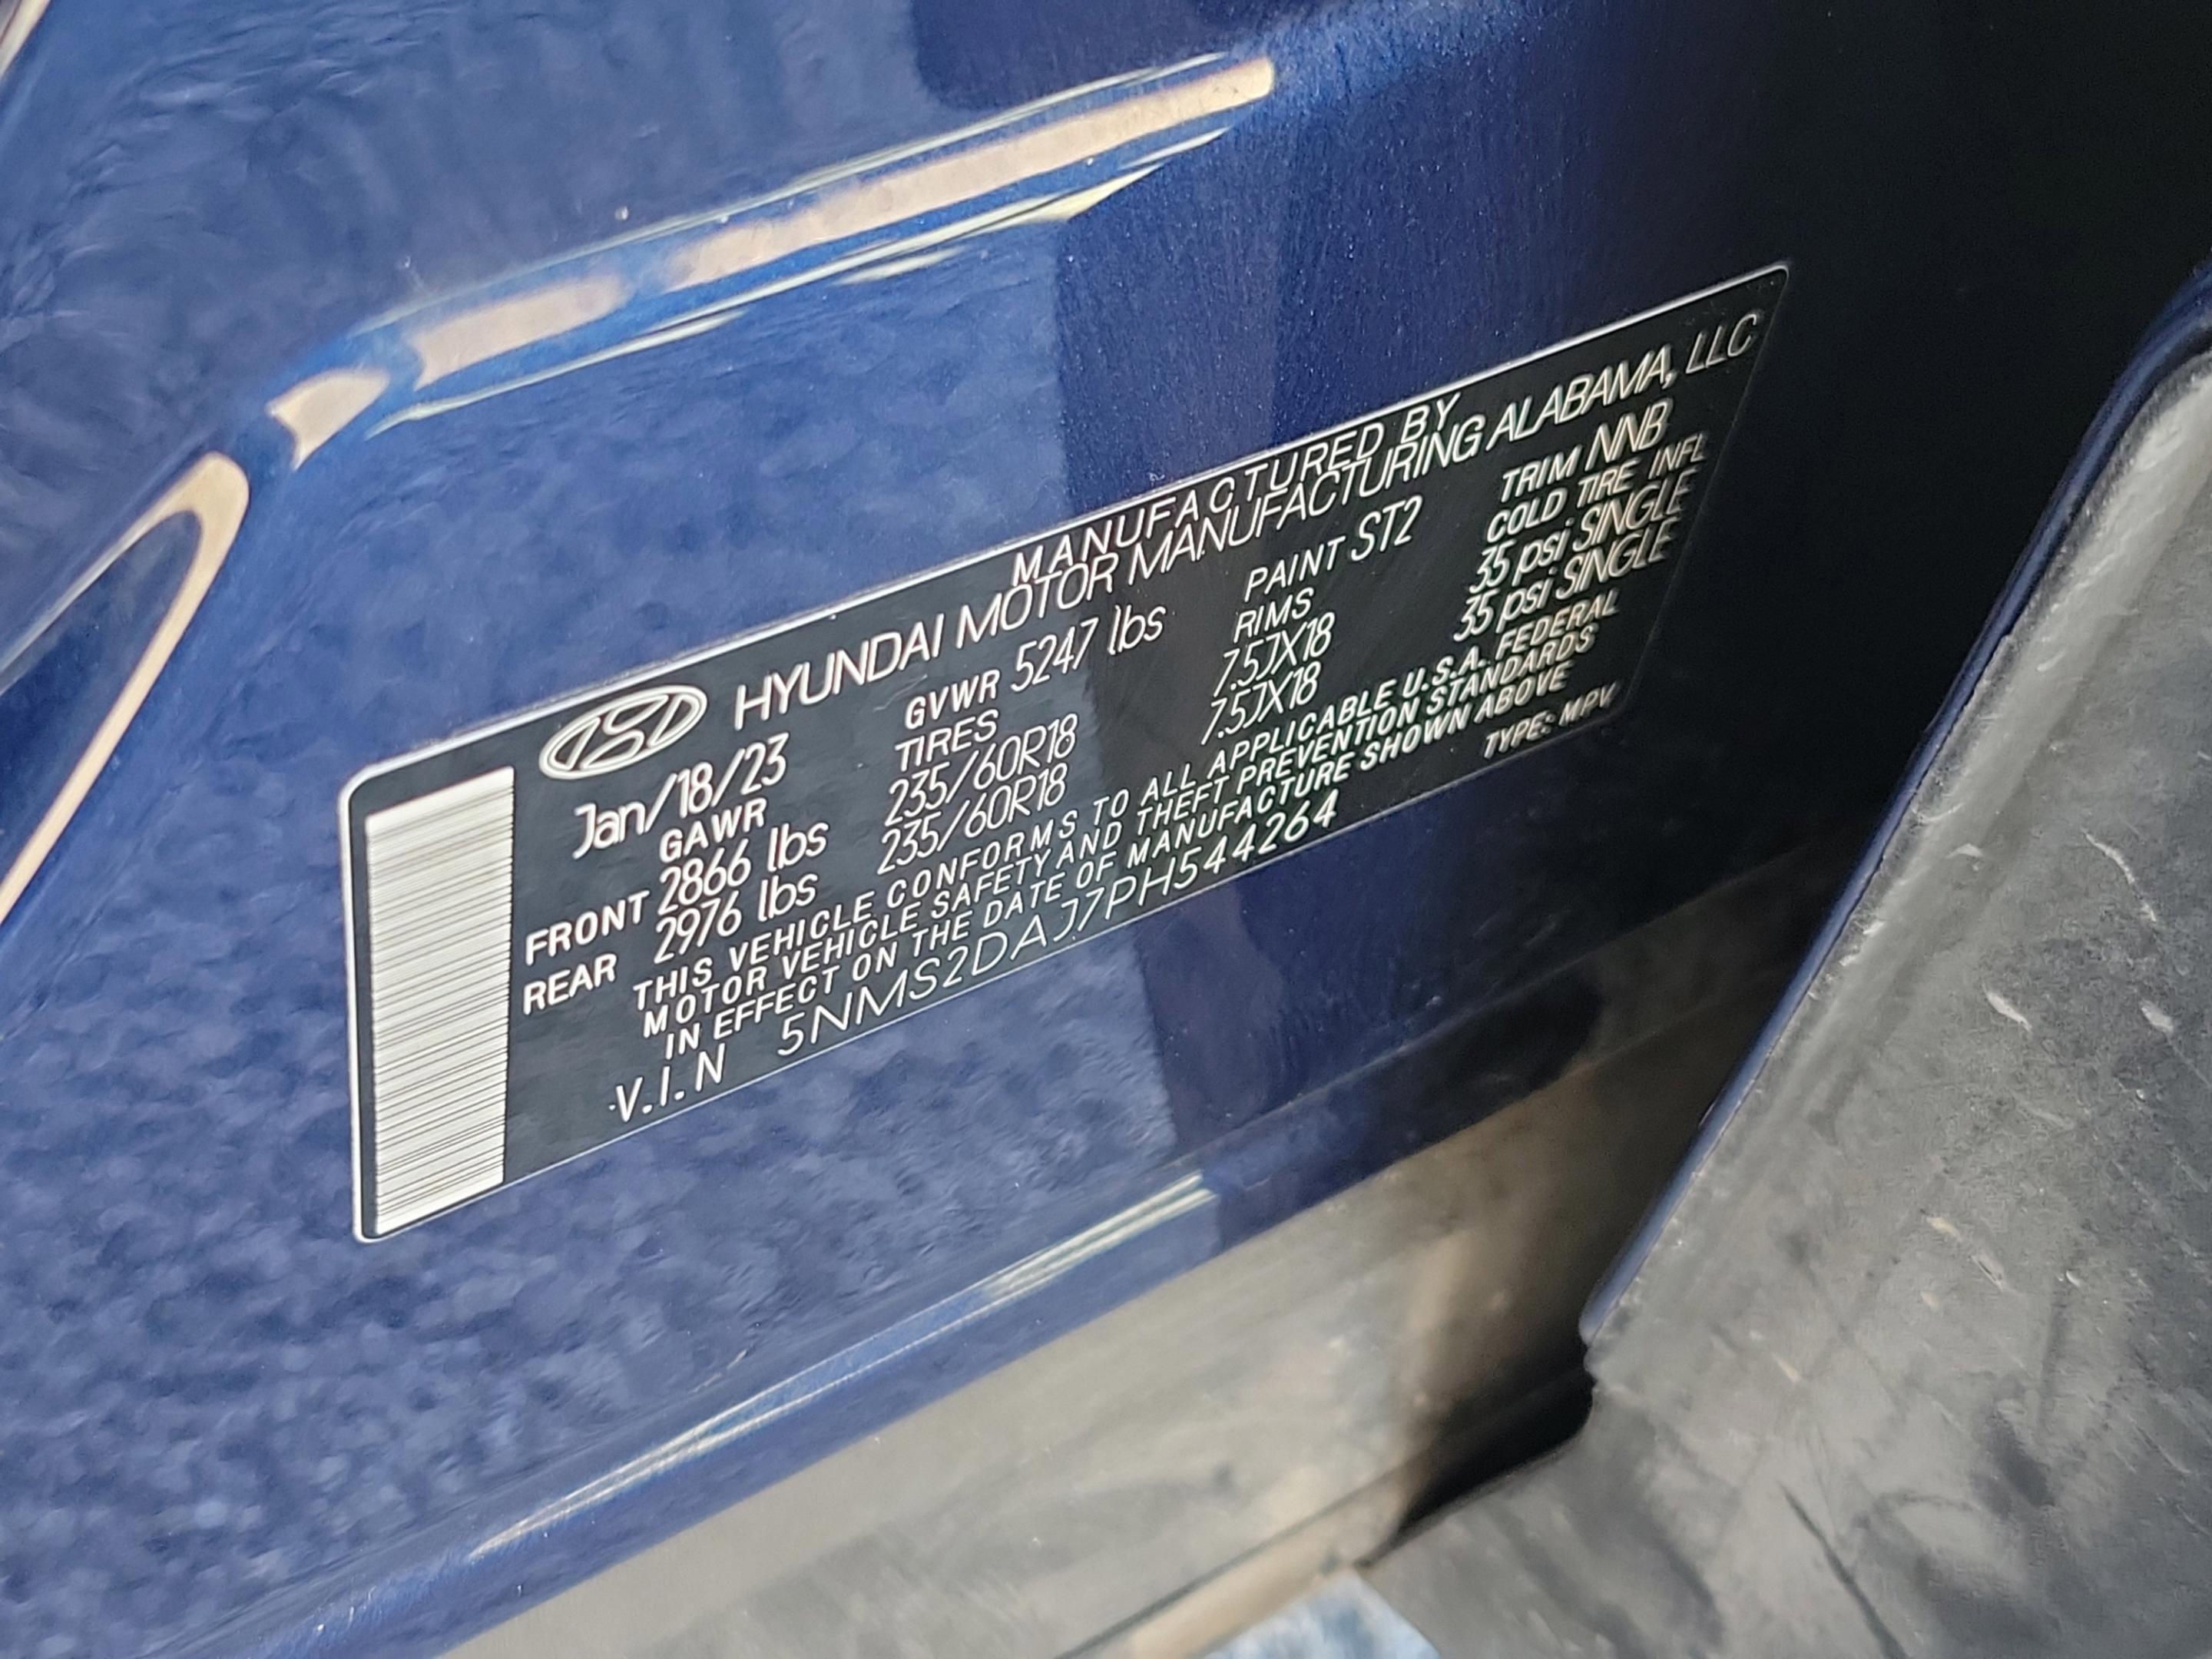 MANUFACTURED BY
HYUNDAI MOTOR MANUFACTURING ALABAMA, LLC
Jan/18/23 GVWR 5247 lbs PAINT ST2 TRIM NNB
GAWR TIRES RIMS COLD TIRE INFL
FRONT 2866 lbs 235/60R18 7.5JX18 35 psi SINGLE
REAR 2976 lbs 235/60R18 7.5JX18 35 psi SINGLE
THIS VEHICLE CONFORMS TO ALL APPLICABLE U.S.A. FEDERAL
MOTOR VEHICLE SAFETY AND THEFT PREVENTION STANDARDS
IN EFFECT ON THE DATE OF MANUFACTURE SHOWN ABOVE
V.I.N 5NMS2DAJ7PH544264 TYPE: MPV